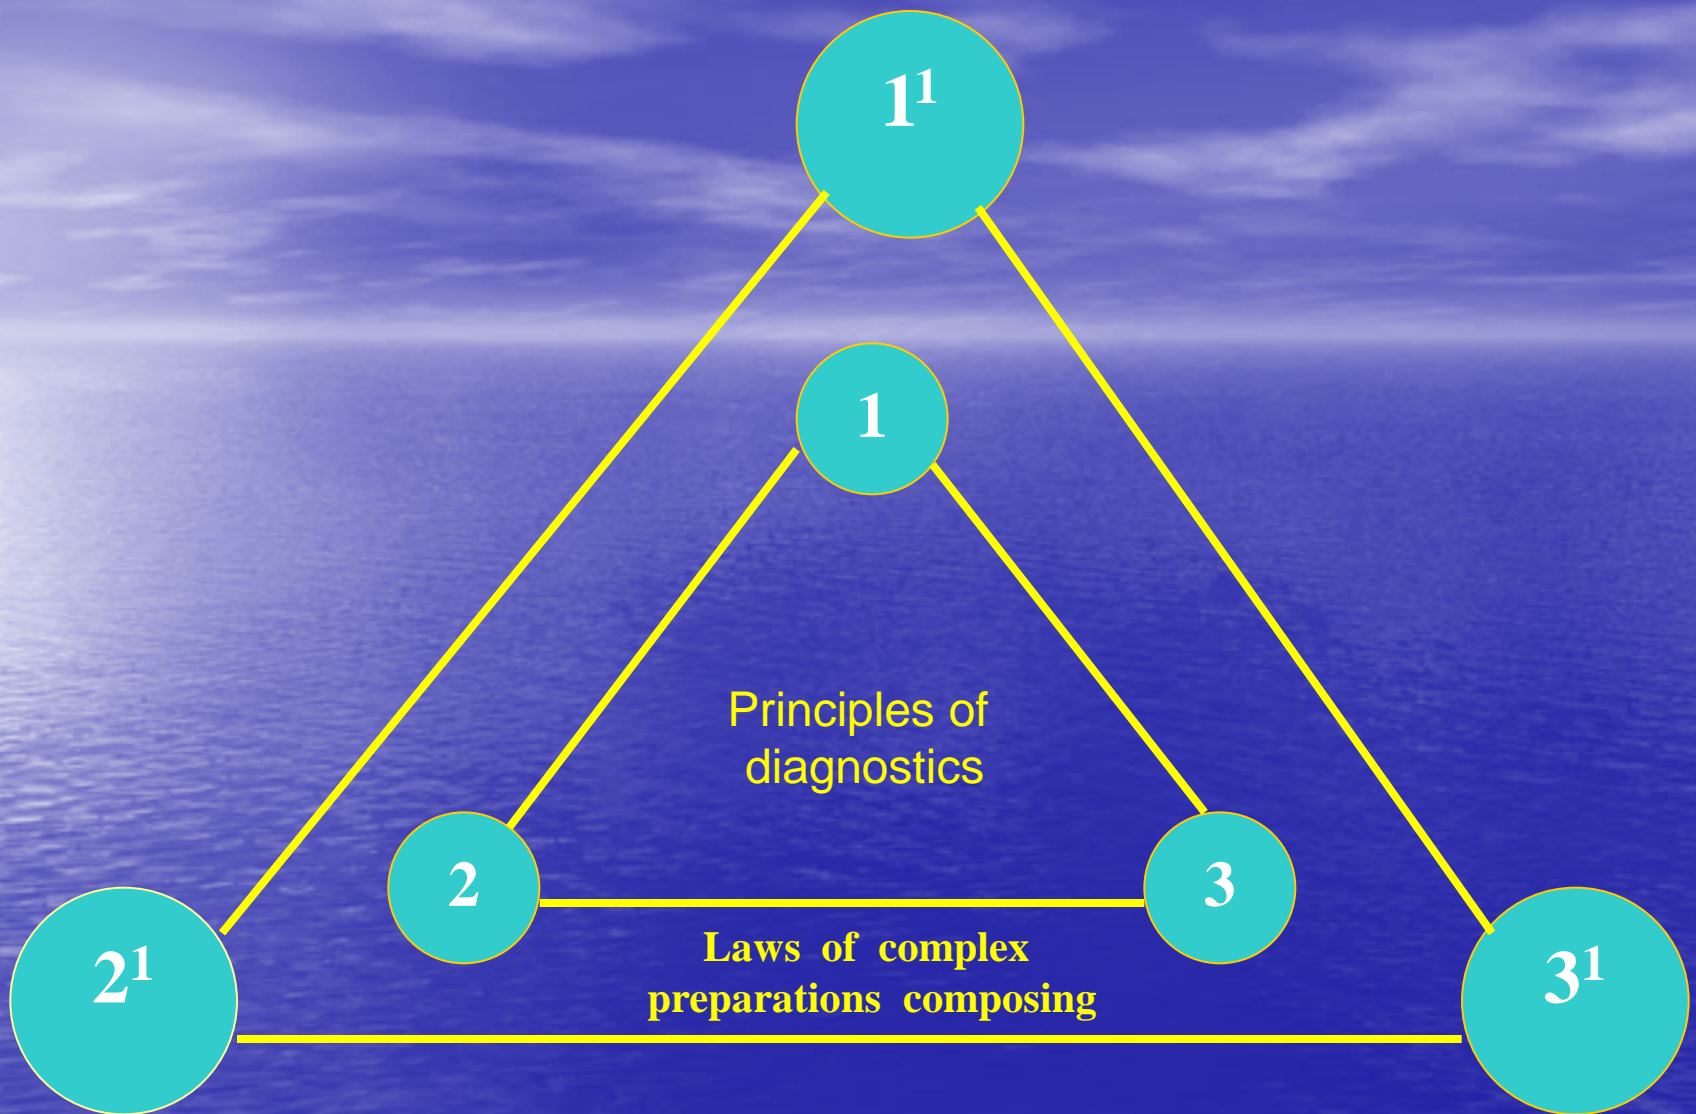 1¹
1
Principles of
diagnostics
2
3
Laws of complex
preparations composing
2¹
3¹